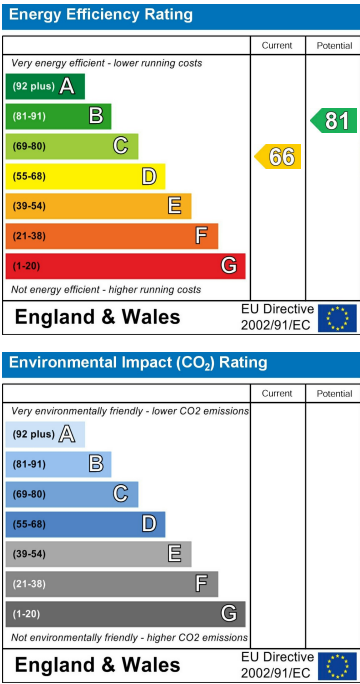 Energy Efficiency Rating
Current Potential
Very energy efficient - lower running costs
(92 plus) A
(81-91) B
(69-80) C
(55-68) D
(39-54) E
(21-38) F
(1-20) G
66
81
Not energy efficient - higher running costs
England & Wales
EU Directive
2002/91/EC
Environmental Impact (CO₂) Rating
Current Potential
Very environmentally friendly - lower CO2 emissions
(92 plus) A
(81-91) B
(69-80) C
(55-68) D
(39-54) E
(21-38) F
(1-20) G
Not environmentally friendly - higher CO2 emissions
England & Wales
EU Directive
2002/91/EC